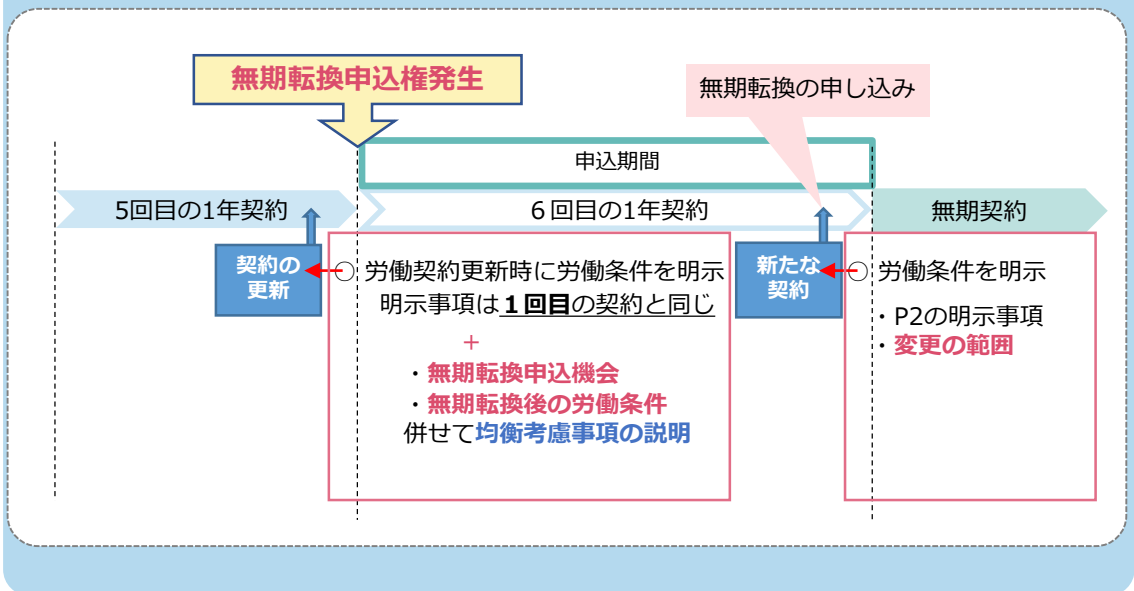 無期転換申込権発生
無期転換の申し込み
申込期間
5回目の1年契約
６回目の1年契約
無期契約
契約の
更新
○ 労働契約更新時に労働条件を明示
明示事項は１回目の契約と同じ
＋
・無期転換申込機会
・無期転換後の労働条件
併せて均衡考慮事項の説明
新たな
契約
○ 労働条件を明示
・P2の明示事項
・変更の範囲